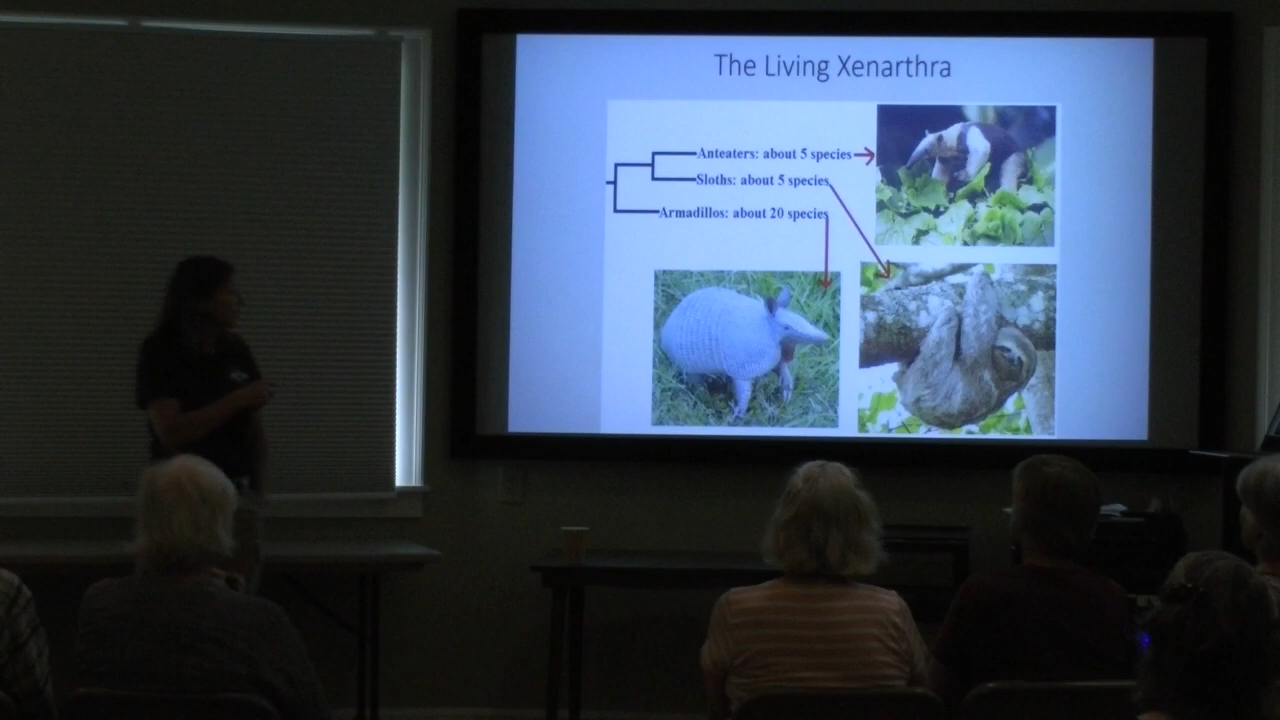 The Living Xenarthra
Anteaters: about 5 species
Sloths: about 5 species
Armadillos: about 20 species